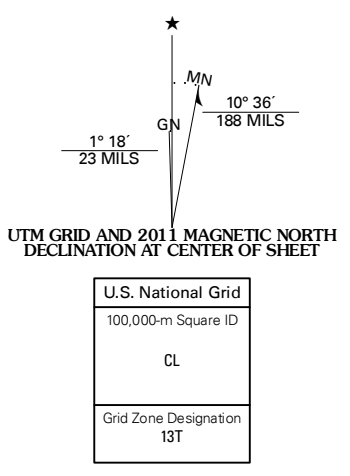 ★
MN
GN
10° 36´
188 MILS
1° 18´
23 MILS
UTM GRID AND 2011 MAGNETIC NORTH
DECLINATION AT CENTER OF SHEET
U.S. National Grid
100,000-m Square ID
CL
Grid Zone Designation
13T